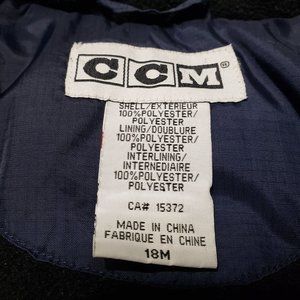 CCM®
SHELL/EXTERIEUR
100%POLYESTER/
POLYESTER
LINING/DOUBLURE
100%POLYESTER/
POLYESTER
INTERLINING/
INTERNEDIAIRE
100%POLYESTER/
POLYESTER
CA# 15372
MADE IN CHINA
FABRIQUE EN CHINE
18M